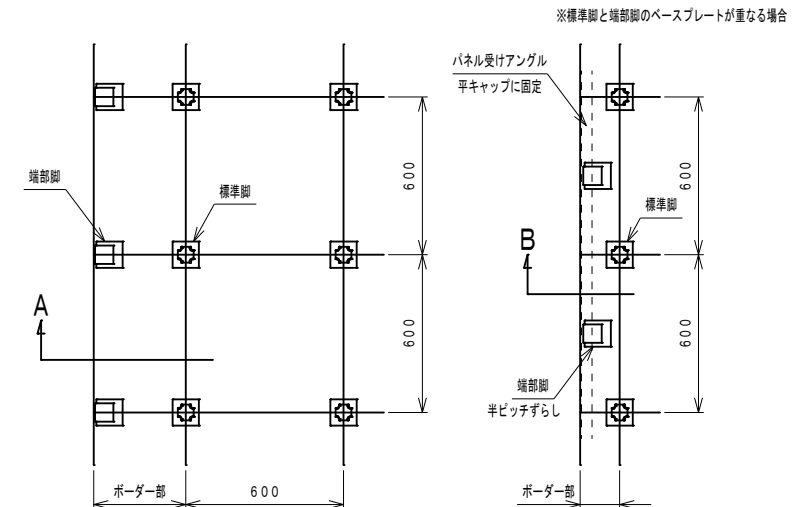 ※標準脚と端部脚のベースプレートが重なる場合
パネル受けアングル
平キャップに固定
端部脚
標準脚
600
600
A
ボーダー部
600
標準脚
600
600
B
端部脚
半ピッチずらし
ボーダー部